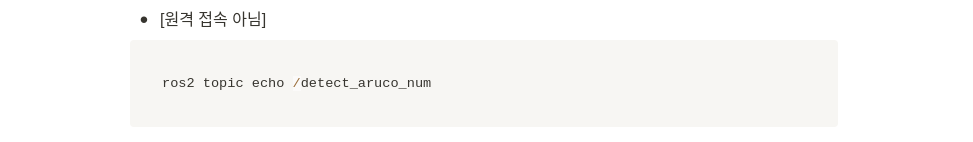 • [원격 접속 아님]
ros2 topic echo /detect_aruco_num